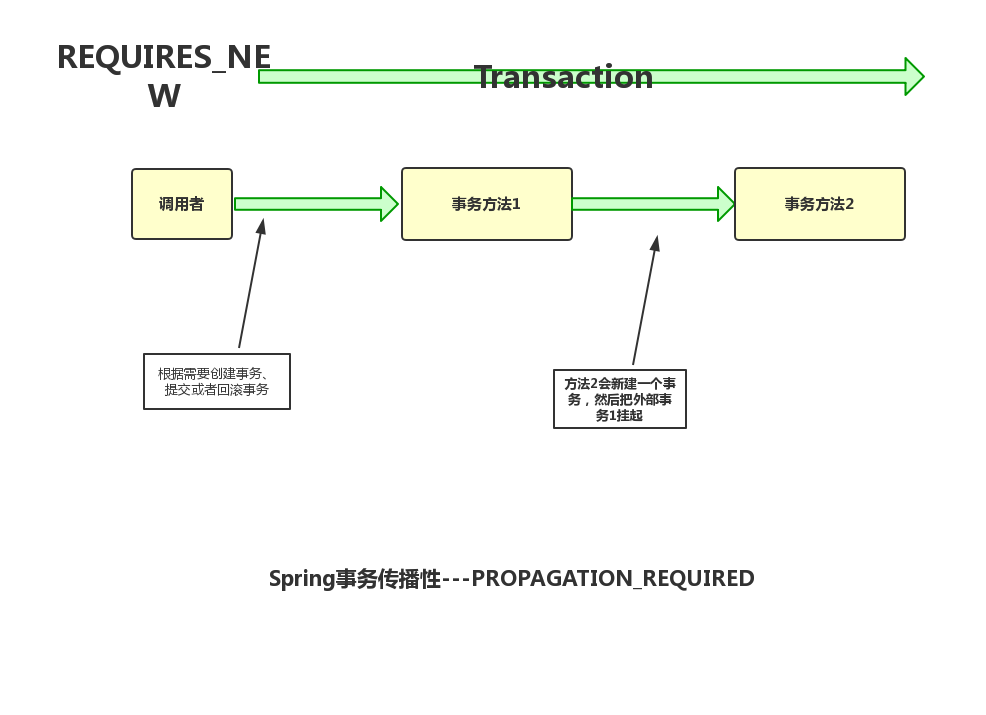 REQUIRES_NE
W
Transaction
调用者
事务方法1
事务方法2
根据需要创建事务、
提交或者回滚事务
方法2会新建一个事
务，然后把外部事
务1挂起
Spring事务传播性---PROPAGATION_REQUIRED